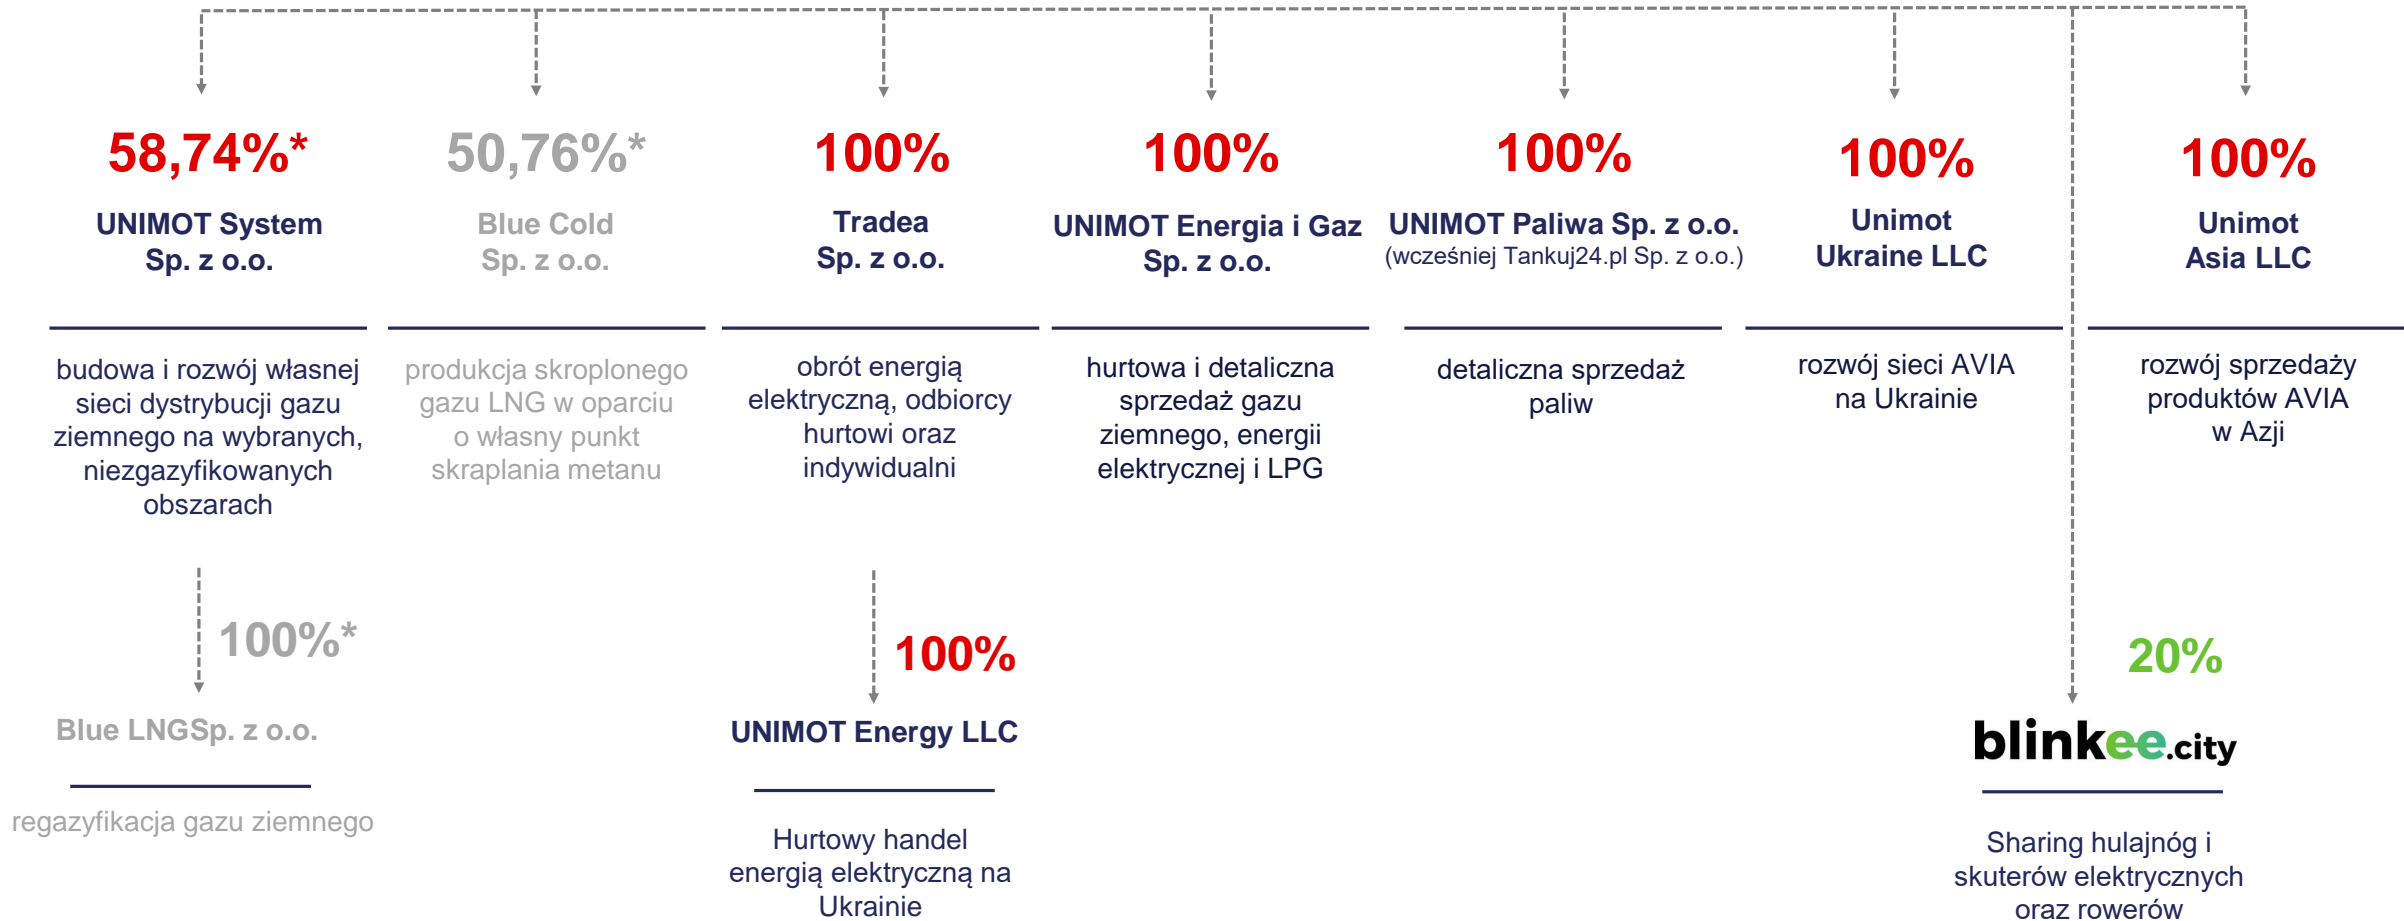 58,74%*
UNIMOT System
Sp. z o.o.
budowa i rozwój własnej
sieci dystrybucji gazu
ziemnego na wybranych,
niezgazyfikowanych
obszarach
50,76%*
Blue Cold
Sp. z o.o.
produkcja skroplonego
gazu LNG w oparciu
o własny punkt
skraplania metanu
100%
Tradea
Sp. z o.o.
obrót energią
elektryczną, odbiorcy
hurtowi oraz
indywidualni
100%
UNIMOT Energia i Gaz
Sp. z o.o.
hurtowa i detaliczna
sprzedaż gazu
ziemnego, energii
elektrycznej i LPG
100%
UNIMOT Paliwa Sp. z o.o.
(wcześniej Tankuj24.pl Sp. z o.o.)
detaliczna sprzedaż
paliw
100%
Unimot
Ukraine LLC
rozwój sieci AVIA
na Ukrainie
100%
Unimot
Asia LLC
rozwój sprzedaży
produktów AVIA
w Azji
100%*
Blue LNGSp. z o.o.
regazyfikacja gazu ziemnego
100%
UNIMOT Energy LLC
Hurtowy handel
energią elektryczną na
Ukrainie
20%
blinkee.city
Sharing hulajnóg i
skuterów elektrycznych
oraz rowerów